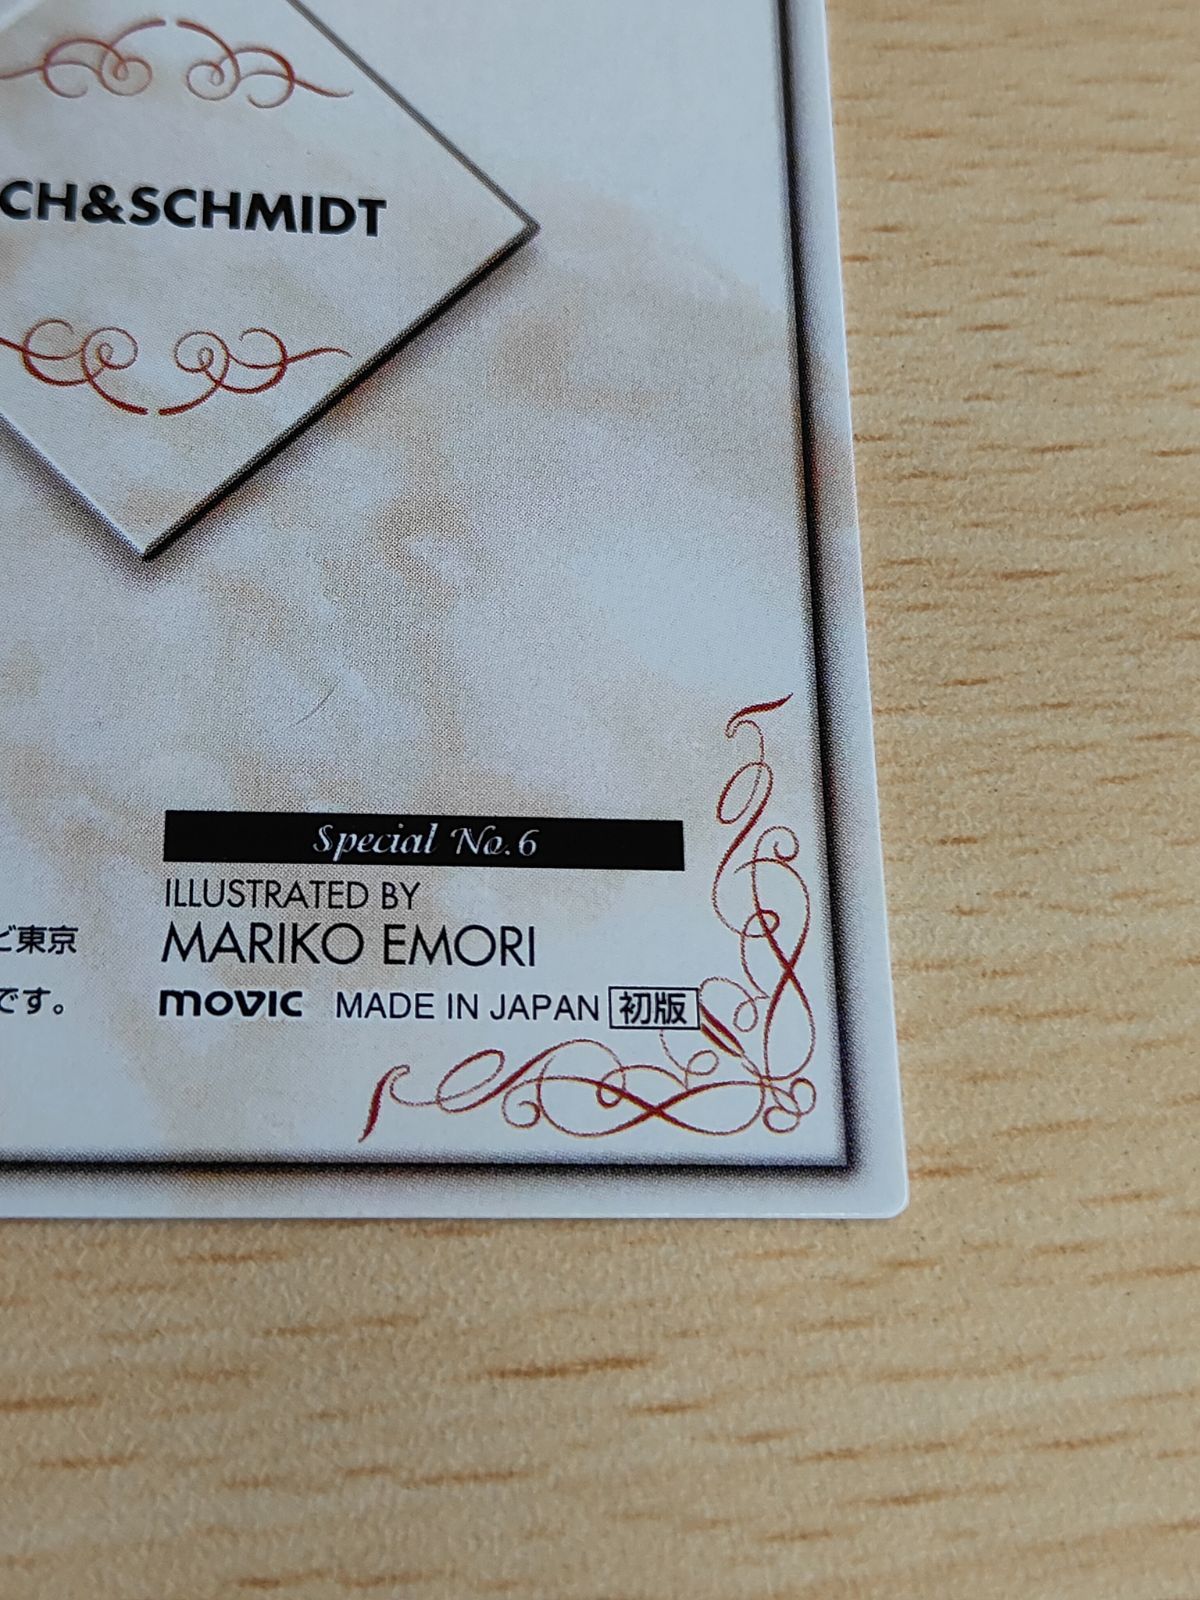 CH&SCHMIDT
Special No.6
ILLUSTRATED BY
MARIKO EMORI
ビ東京
movic MADE IN JAPAN 初版
です。